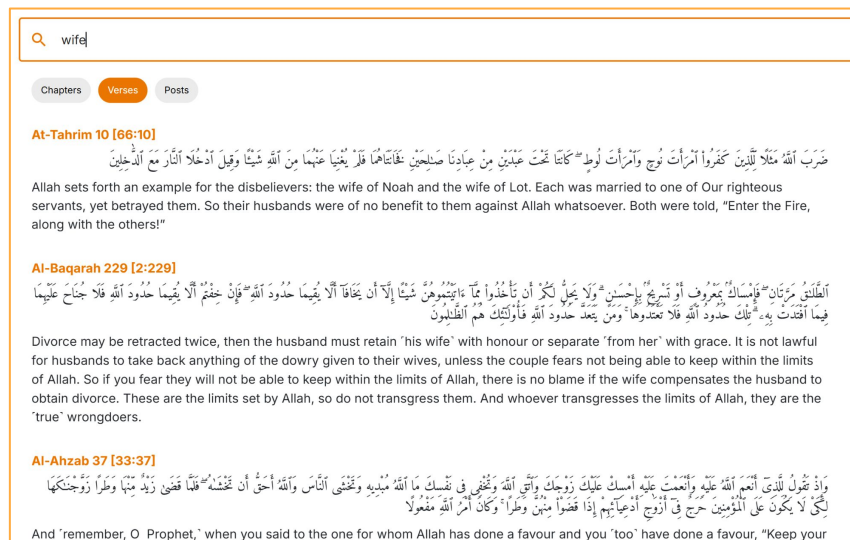 wife
Chapters Verses Posts
At-Tahrim 10 [66:10]
ضَرَبَ ٱللَّهُ مَثَلًا لِّلَّذِينَ كَفَرُوا۟ ٱمْرَأَتَ نُوحٍ وَٱمْرَأَتَ لُوطٍ ۖ كَانَتَا تَحْتَ عَبْدَيْنِ مِنْ عِبَادِنَا صَـٰلِحَيْنِ فَخَانَتَاهُمَا فَلَمْ يُغْنِيَا عَنْهُمَا مِنَ ٱللَّهِ شَيْـًٔا وَقِيلَ ٱدْخُلَا ٱلنَّارَ مَعَ ٱلدَّٰخِلِينَ
Allah sets forth an example for the disbelievers: the wife of Noah and the wife of Lot. Each was married to one of Our righteous
servants, yet betrayed them. So their husbands were of no benefit to them against Allah whatsoever. Both were told, “Enter the Fire,
along with the others!”
Al-Baqarah 229 [2:229]
ٱلطَّلَـٰقُ مَرَّتَانِ ۖ فَإِمْسَاكٌۢ بِمَعْرُوفٍ أَوْ تَسْرِيحٌۢ بِإِحْسَـٰنٍ ۗ وَلَا يَحِلُّ لَكُمْ أَن تَأْخُذُوا۟ مِمَّآ ءَاتَيْتُمُوهُنَّ شَيْـًٔا إِلَّآ أَن يَخَافَآ أَلَّا يُقِيمَا حُدُودَ ٱللَّهِ ۖ فَإِنْ خِفْتُمْ أَلَّا يُقِيمَا حُدُودَ ٱللَّهِ فَلَا جُنَاحَ عَلَيْهِمَا
فِيمَا ٱفْتَدَتْ بِهِۦ ۗ تِلْكَ حُدُودُ ٱللَّهِ فَلَا تَعْتَدُوهَا ۚ وَمَن يَتَعَدَّ حُدُودَ ٱللَّهِ فَأُو۟لَـٰٓئِكَ هُمُ ٱلظَّـٰلِمُونَ
Divorce may be retracted twice, then the husband must retain ˹his wife˺ with honour or separate ˹from her˺ with grace. It is not lawful
for husbands to take back anything of the dowry given to their wives, unless the couple fears not being able to keep within the limits
of Allah. So if you fear they will not be able to keep within the limits of Allah, there is no blame if the wife compensates the husband to
obtain divorce. These are the limits set by Allah, so do not transgress them. And whoever transgresses the limits of Allah, they are the
˹true˺ wrongdoers.
Al-Ahzab 37 [33:37]
وَإِذْ تَقُولُ لِلَّذِىٓ أَنْعَمَ ٱللَّهُ عَلَيْهِ وَأَنْعَمْتَ عَلَيْهِ أَمْسِكْ عَلَيْكَ زَوْجَكَ وَٱتَّقِ ٱللَّهَ وَتُخْفِى فِى نَفْسِكَ مَا ٱللَّهُ مُبْدِيهِ وَتَخْشَى ٱلنَّاسَ وَٱللَّهُ أَحَقُّ أَن تَخْشَىٰهُ ۖ فَلَمَّا قَضَىٰ زَيْدٌ مِّنْهَا وَطَرًا زَوَّجْنَـٰكَهَا
لِكَىْ لَا يَكُونَ عَلَى ٱلْمُؤْمِنِينَ حَرَجٌ فِىٓ أَزْوَٰجِ أَدْعِيَآئِهِمْ إِذَا قَضَوْا۟ مِنْهُنَّ وَطَرًا ۚ وَكَانَ أَمْرُ ٱللَّهِ مَفْعُولًا
And ˹remember, O Prophet,˺ when you said to the one for whom Allah has done a favour and you ˹too˺ have done a favour, “Keep your